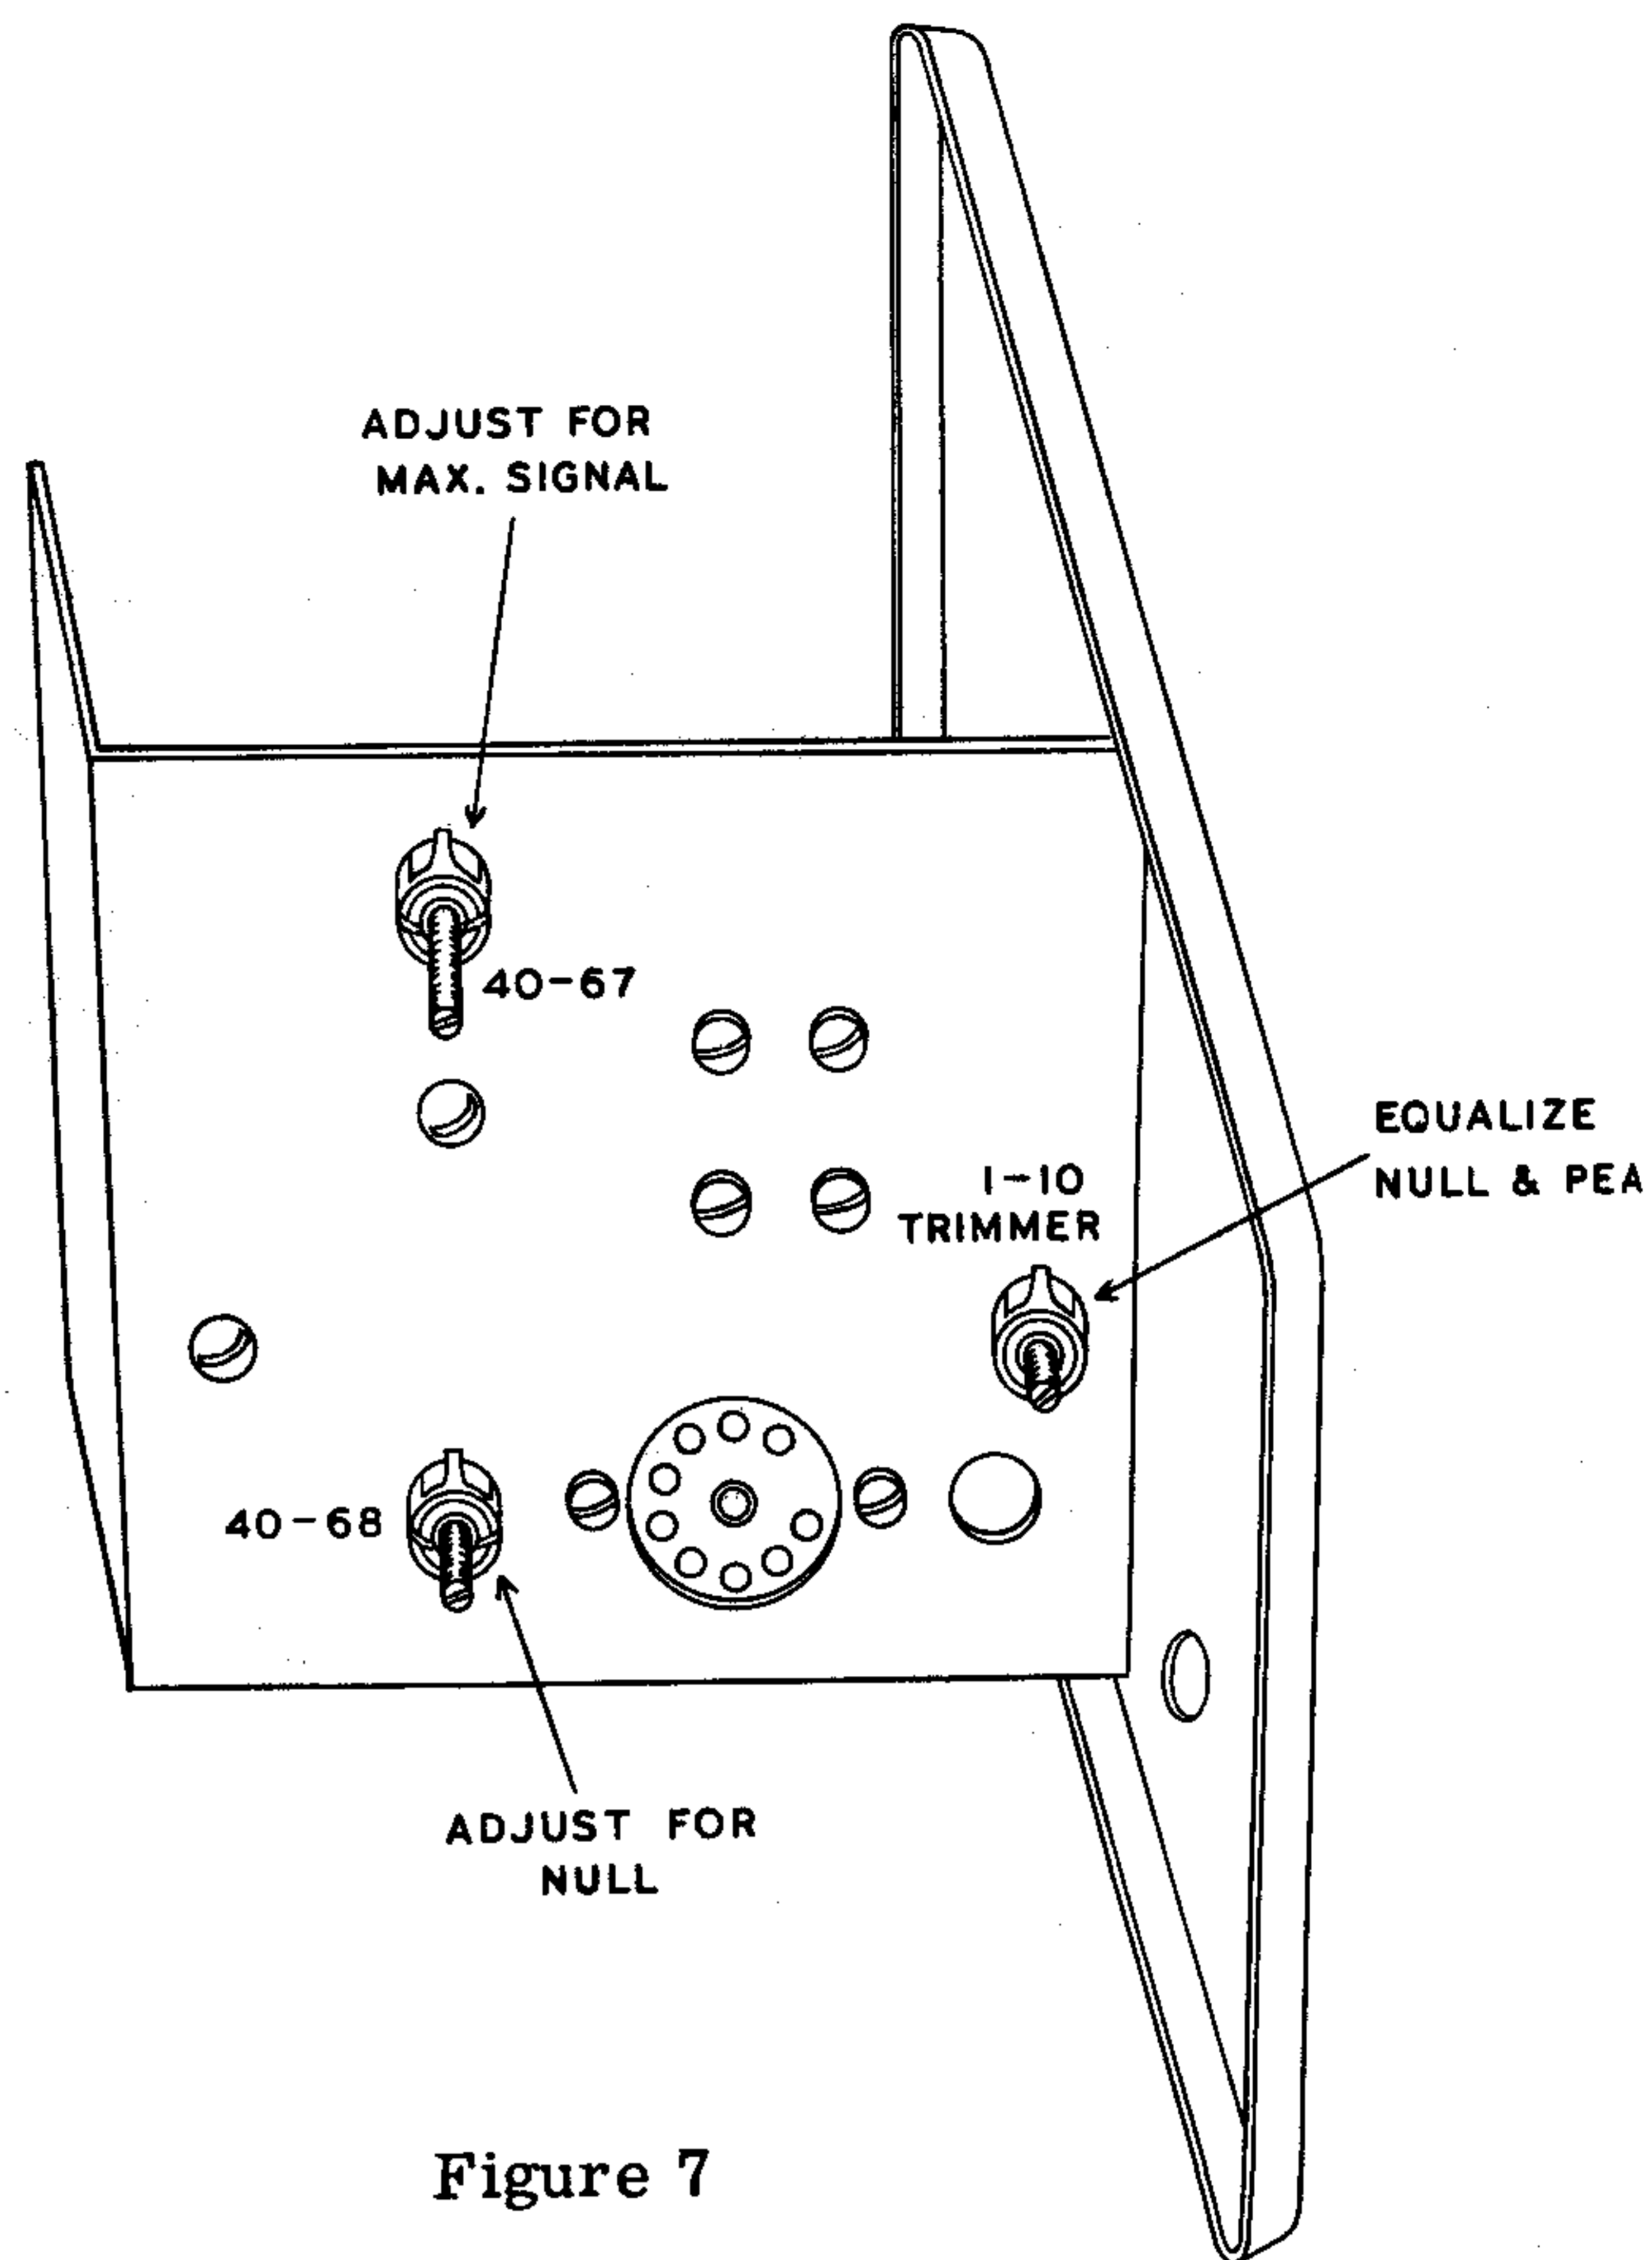 ADJUST FOR
MAX. SIGNAL
40-67
EQUALIZE
NULL & PEA
1-10
TRIMMER
40-68
ADJUST FOR
NULL
Figure 7